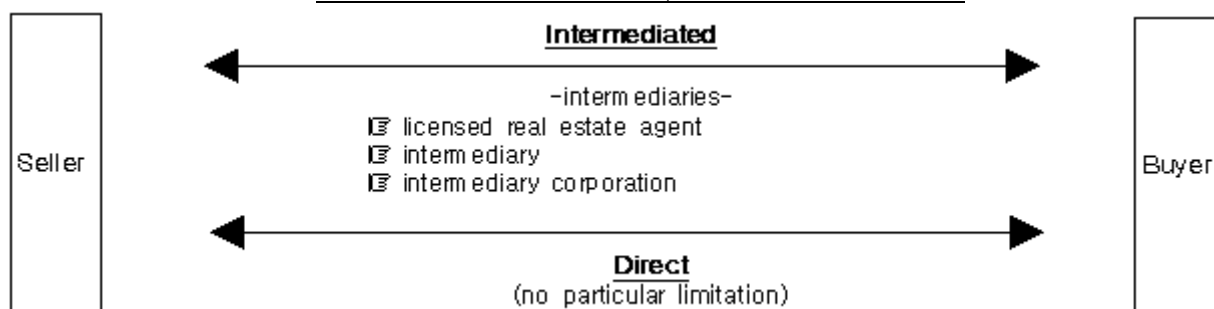 Intermediated
-intermediaries-
☞ licensed real estate agent
☞ intermediary
☞ intermediary corporation
Seller
Buyer
Direct
(no particular limitation)